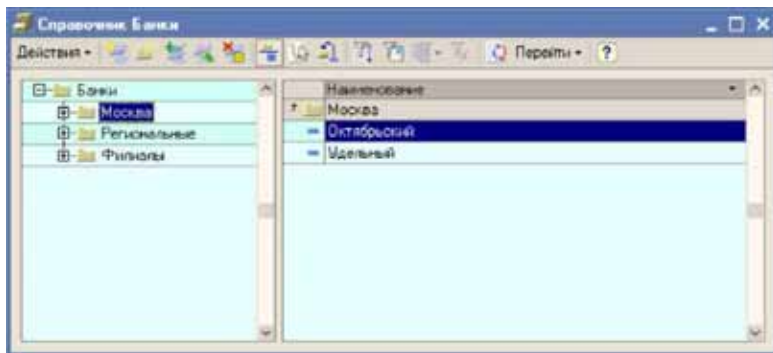 Справочник Банки
Действия Перейти ?
Банки
Москва
Региональные
Филиалы
Наименование
Москва
Октябрьский
Удельный